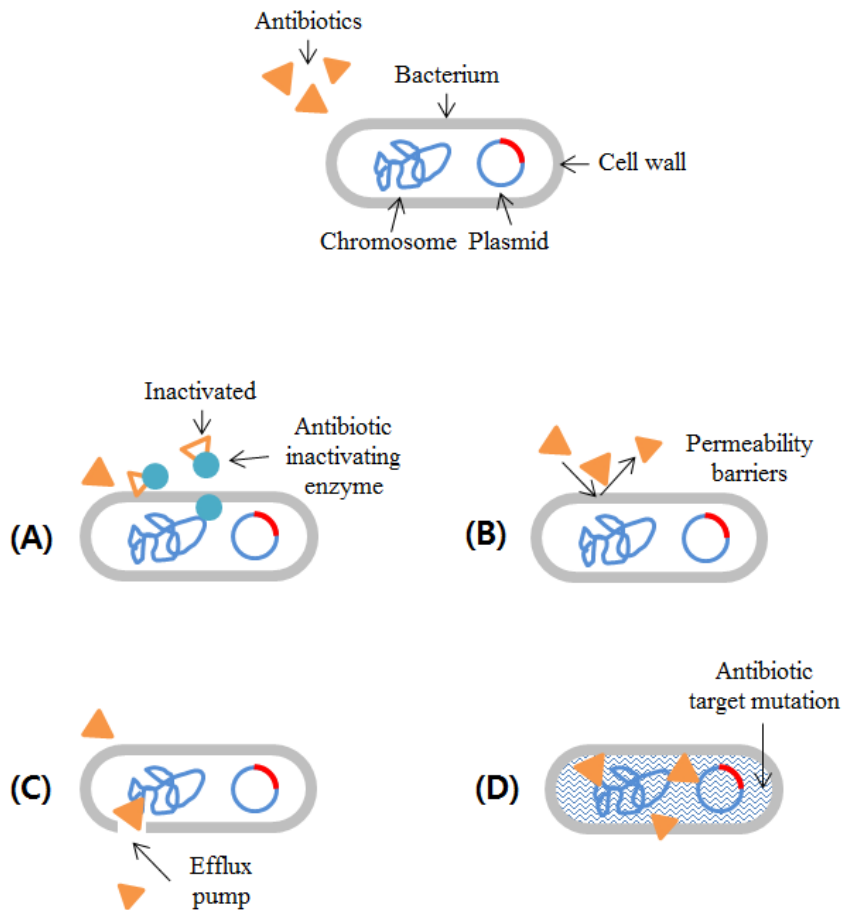 Antibiotics
Bacterium
Cell wall
Chromosome
Plasmid
Inactivated
Antibiotic
inactivating
enzyme
(A)
Permeability
barriers
(B)
(C)
Efflux
pump
Antibiotic
target mutation
(D)